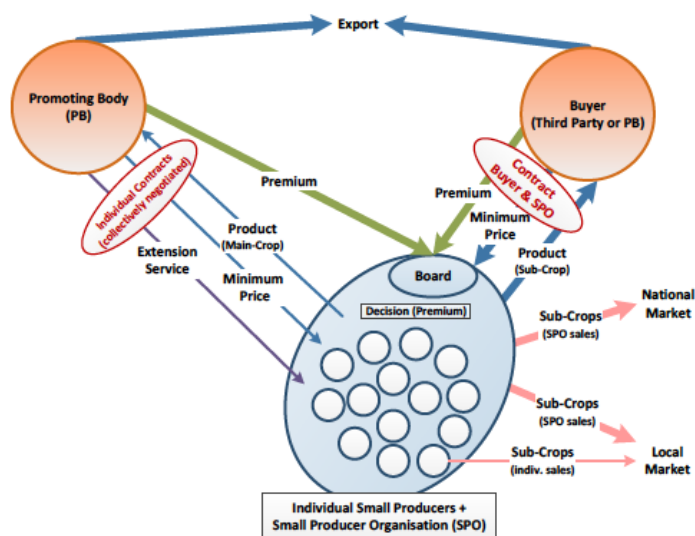 Export
Promoting Body
(PB)
Buyer
(Third Party or PB)
Individual Contracts
(collectively negotiated)
Contract
Buyer & SPO
Premium
Premium
Minimum
Price
Product
(Sub-Crop)
Product
(Main-Crop)
Extension
Service
Minimum
Price
Board
Decision (Premium)
National
Market
Sub-Crops
(SPO sales)
Sub-Crops
(SPO sales)
Sub-Crops
(indiv. sales)
Local
Market
Individual Small Producers +
Small Producer Organisation (SPO)